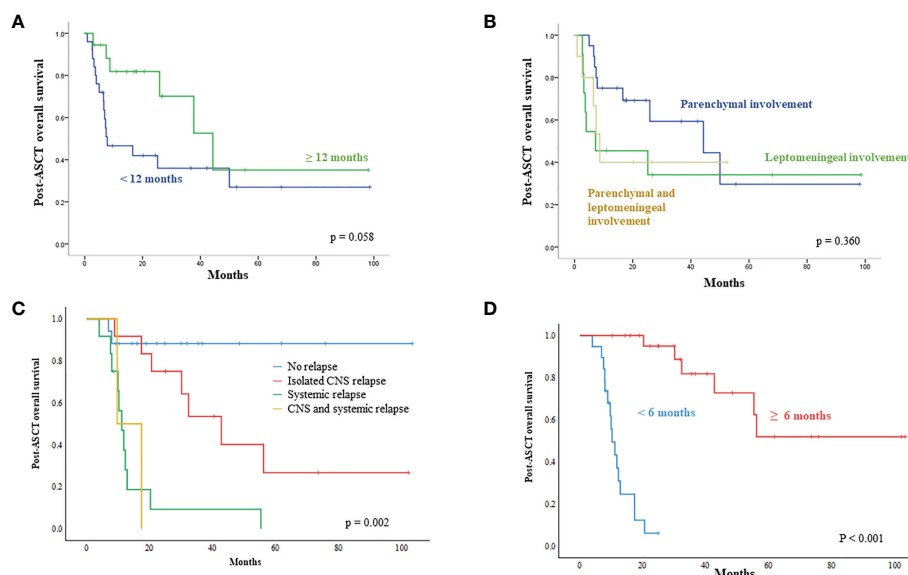 A
Post-ASCT overall survival
1.0
0.8
0.6
0.4
0.2
0.0
≥ 12 months
< 12 months
p = 0.058
0
20
40
60
80
100
Months
B
Post-ASCT overall survival
1.0
0.8
0.6
0.4
0.2
0.0
Parenchymal involvement
Leptomeningeal involvement
Parenchymal and
leptomeningeal
involvement
p = 0.360
0
20
40
60
80
100
Months
C
Post-ASCT overall survival
1.0
0.8
0.6
0.4
0.2
0.0
No relapse
Isolated CNS relapse
Systemic relapse
CNS and systemic relapse
p = 0.002
0
20
40
60
80
100
Months
D
Post-ASCT overall survival
1.0
0.8
0.6
0.4
0.2
0.0
< 6 months
≥ 6 months
P < 0.001
0
20
40
60
80
100
Months